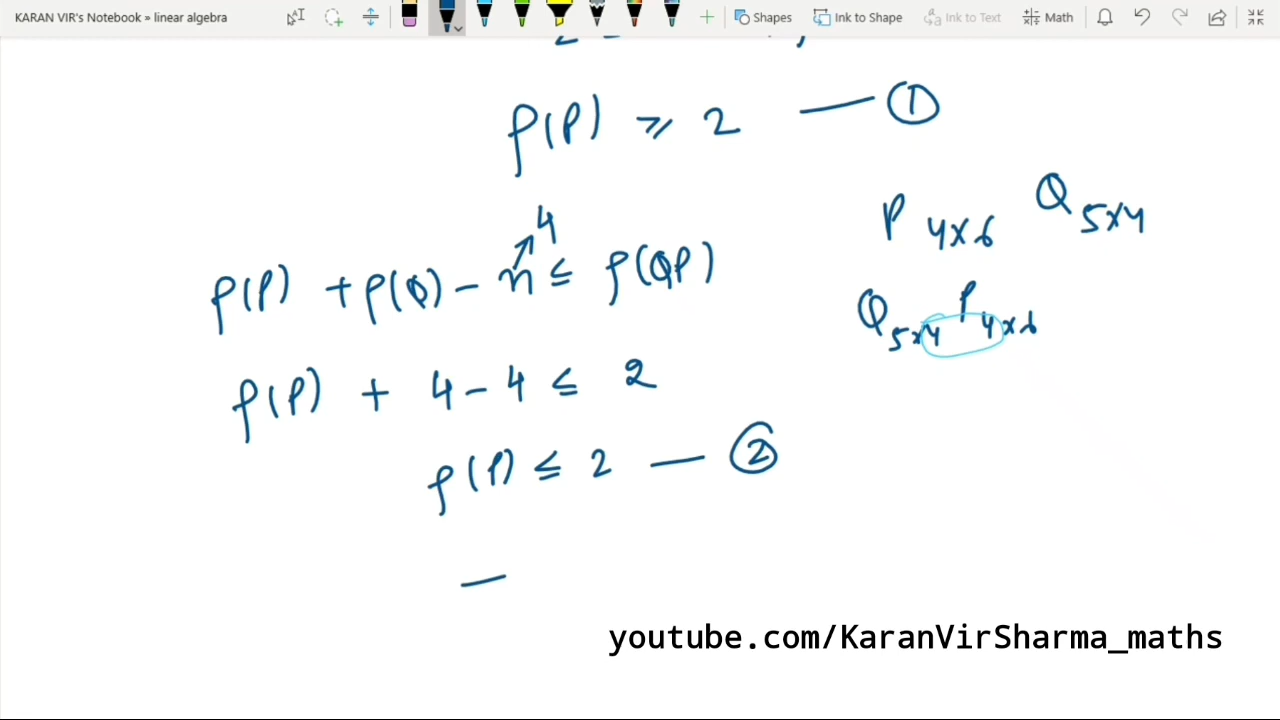 KARAN VIR's Notebook » linear algebra
Shapes
Ink to Shape
Ink to Text
Math
ρ(P) ≥ 2 — ①
P 4×6 Q 5×4
4
ρ(P) + ρ(Q) - n ≤ ρ(QP)
Q 5×4 P 4×6
ρ(P) + 4 - 4 ≤ 2
ρ(P) ≤ 2 — ②
youtube.com/KaranVirSharma_maths